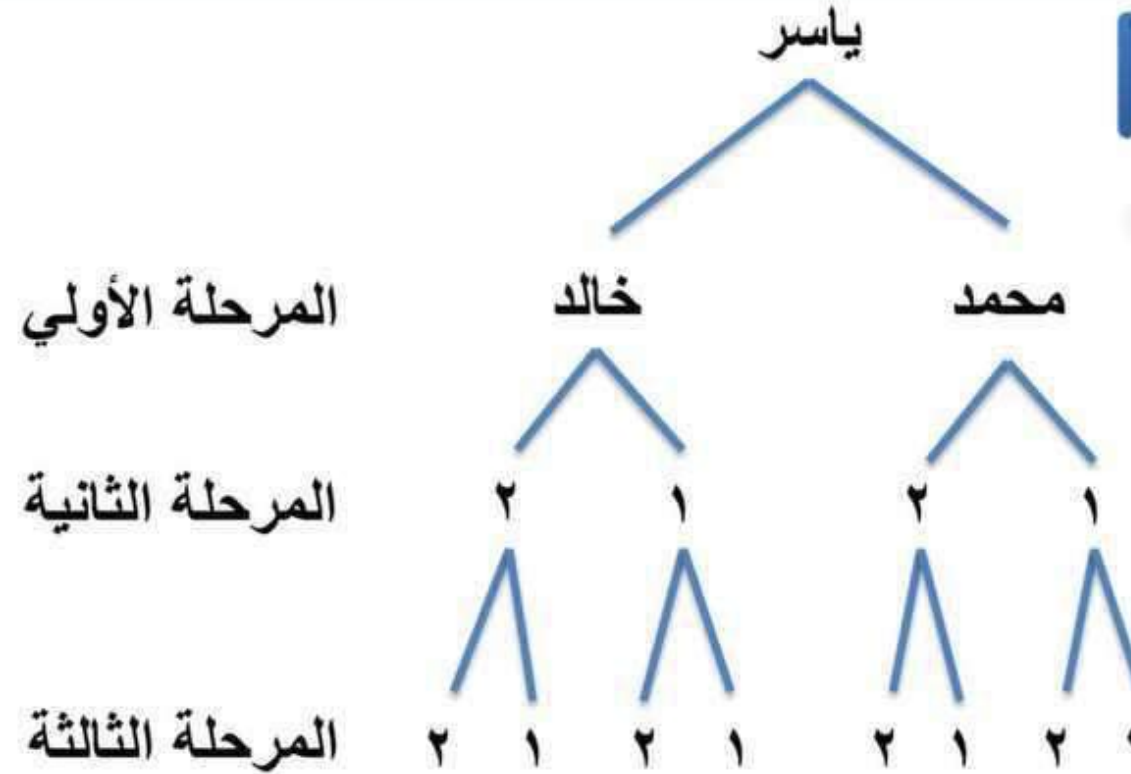 ياسر
محمد خالد المرحلة الأولي
١ ٢ ١ ٢ المرحلة الثانية
٢ ١ ٢ ١ ٢ ١ ٢ المرحلة الثالثة